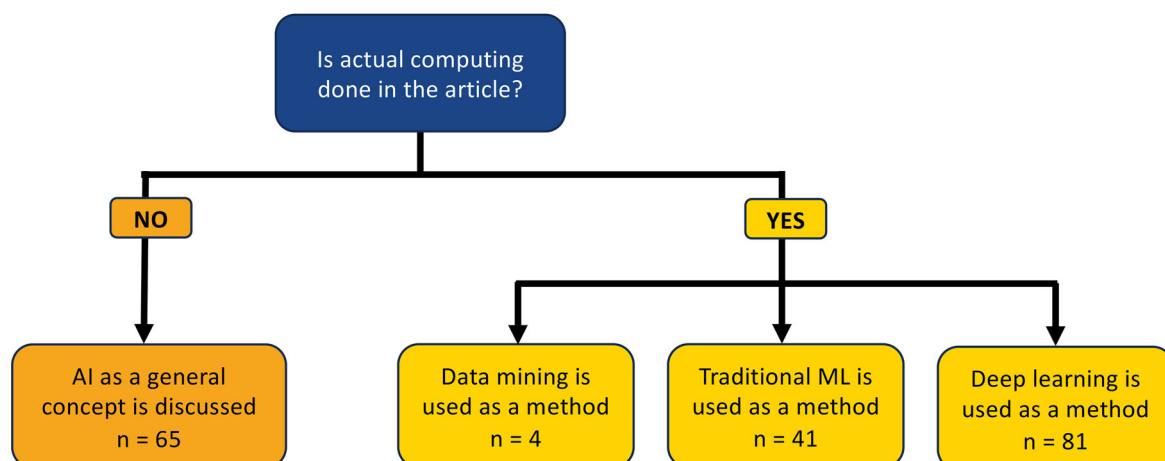 Is actual computing
done in the article?
NO
YES
AI as a general
concept is discussed
n = 65
Data mining is
used as a method
n = 4
Traditional ML is
used as a method
n = 41
Deep learning is
used as a method
n = 81